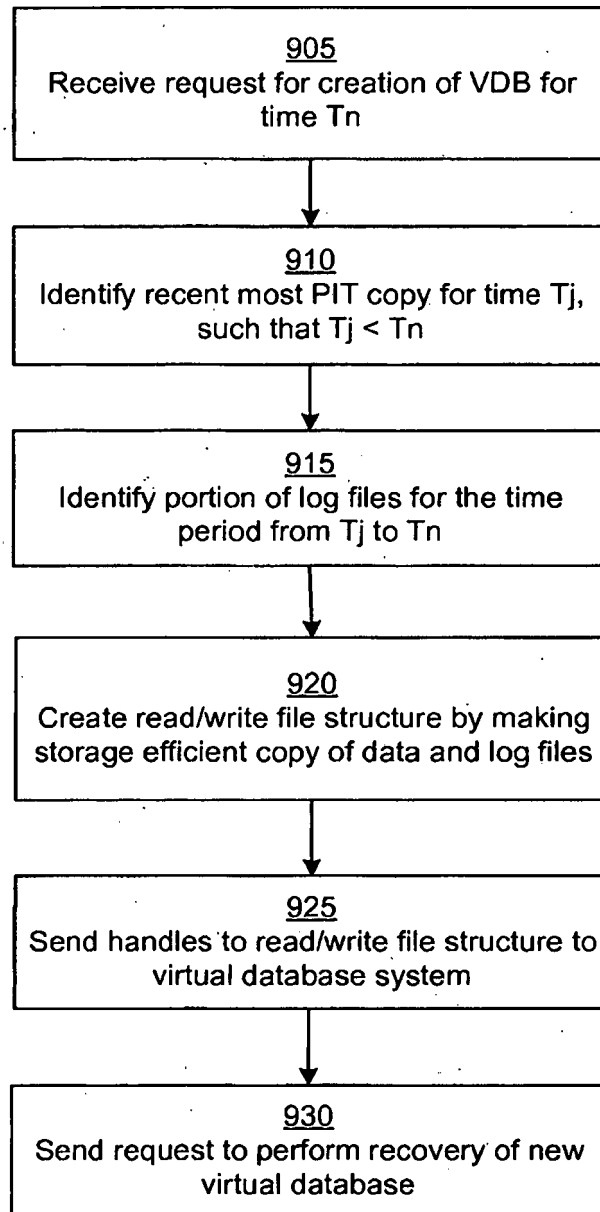 905
Receive request for creation of VDB for
time Tn
910
Identify recent most PIT copy for time Tj,
such that Tj < Tn
915
Identify portion of log files for the time
period from Tj to Tn
920
Create read/write file structure by making
storage efficient copy of data and log files
925
Send handles to read/write file structure to
virtual database system
930
Send request to perform recovery of new
virtual database